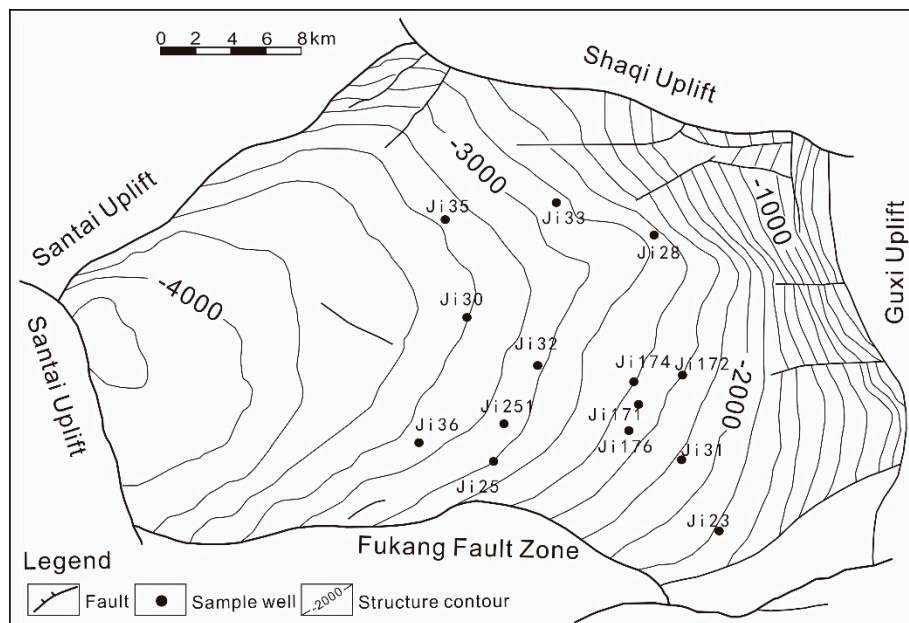 0 2 4 6 8km
Shaqi Uplift
-3000
-1000
Ji35
Ji33
Santai Uplift
Ji28
Guxi Uplift
-4000
Ji30
Santai Uplift
Ji32
Ji174
Ji172
-2000
Ji251
Ji171
Ji36
Ji176
Ji31
Ji25
Ji23
Fukang Fault Zone
Legend
Fault
Sample well
-2000
Structure contour